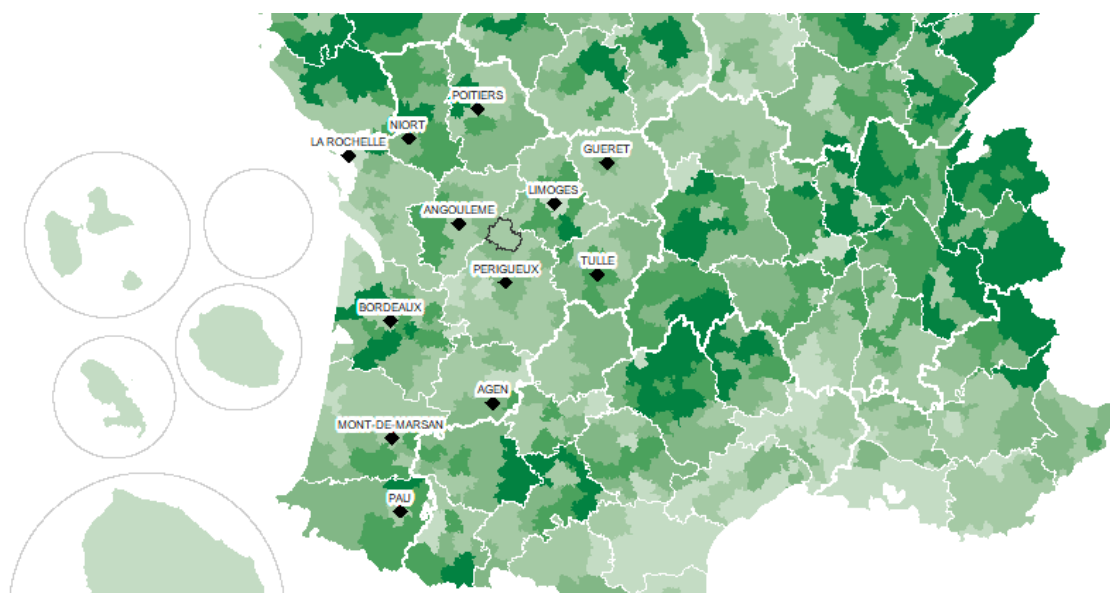 POITIERS
NIORT
LA ROCHELLE
GUERET
LIMOGES
ANGOULEME
TULLE
PERIGUEUX
BORDEAUX
AGEN
MONT-DE-MARSAN
PAU